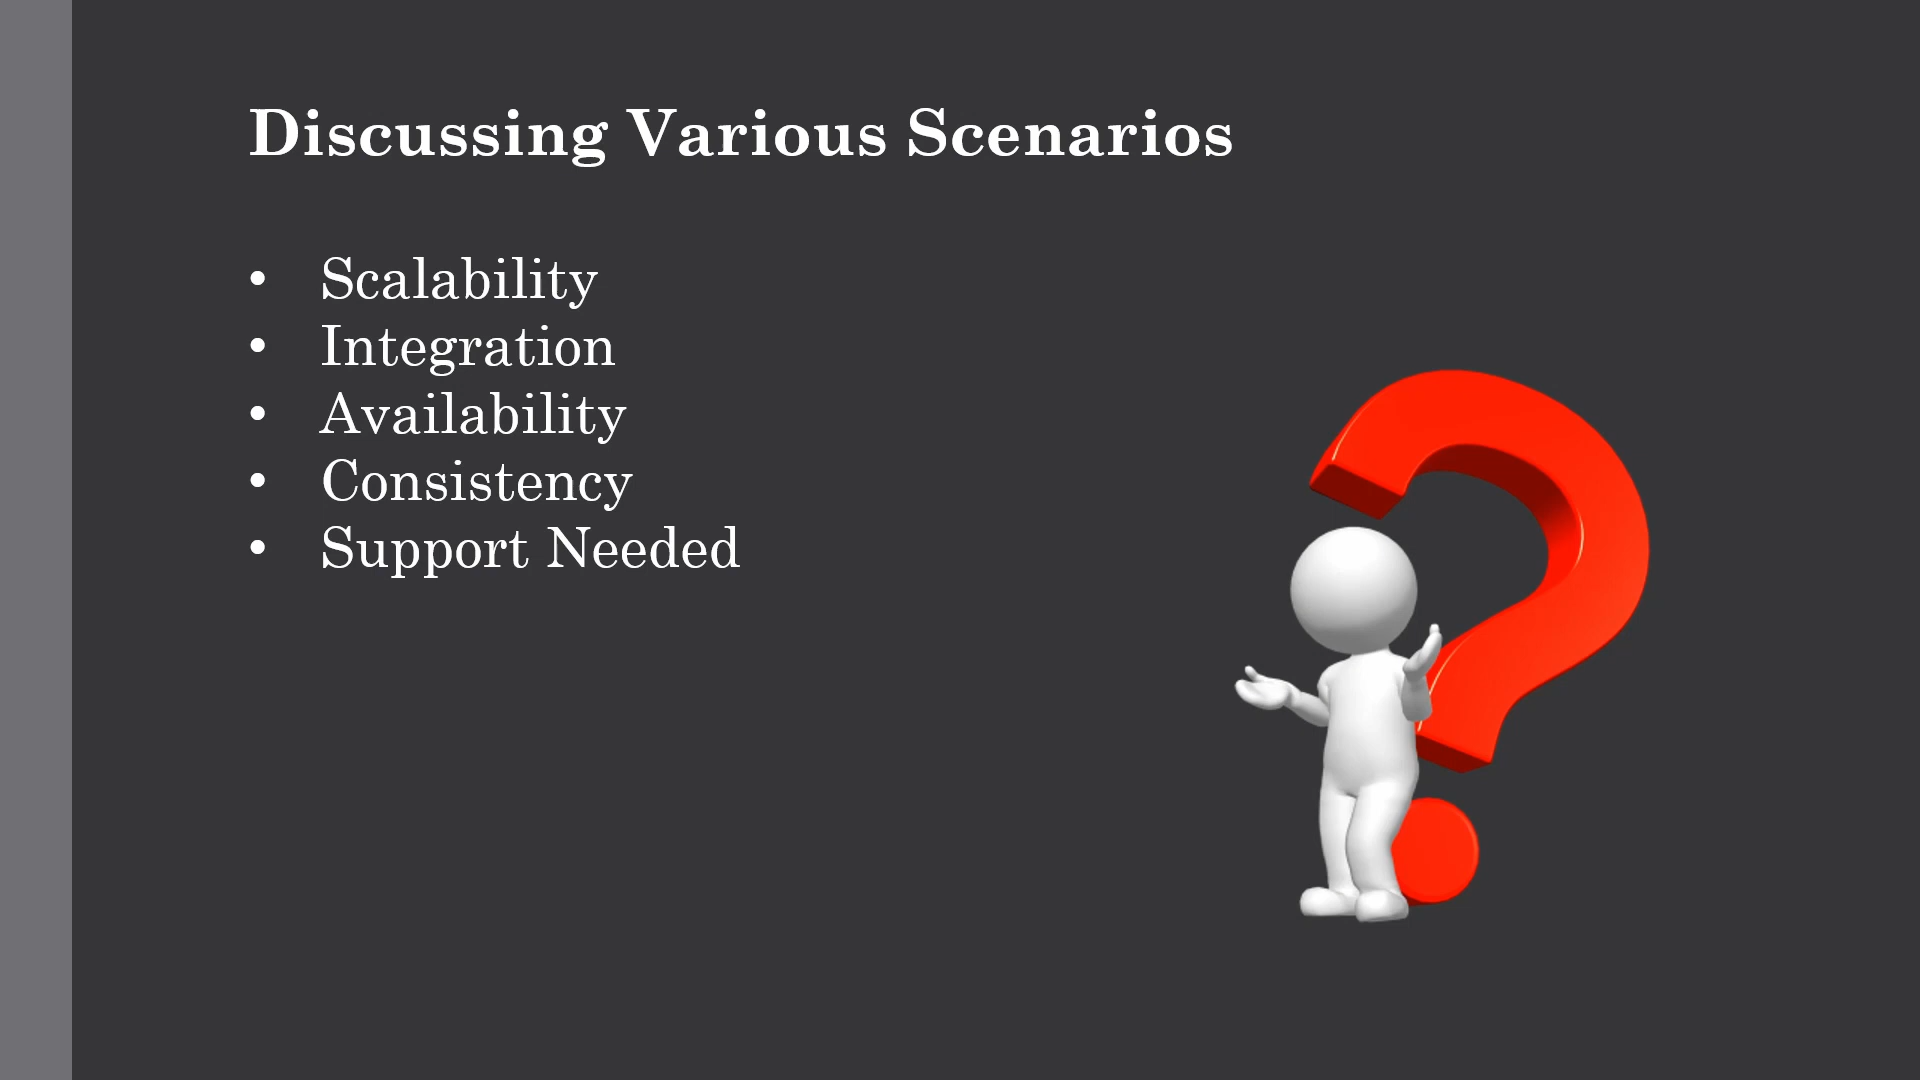 Discussing Various Scenarios
• Scalability
• Integration
• Availability
• Consistency
• Support Needed